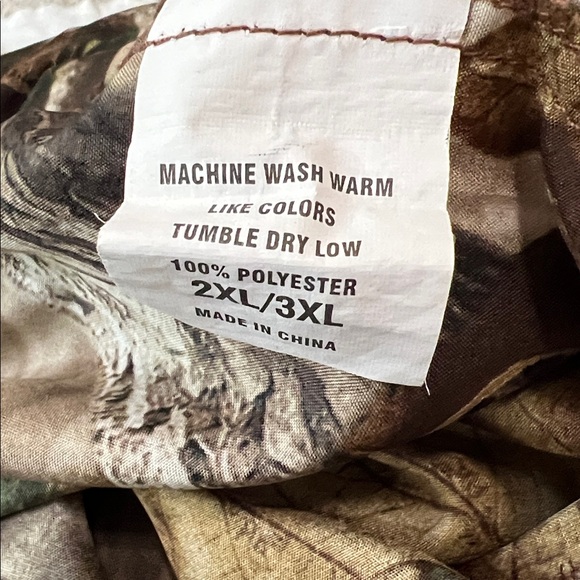 MACHINE WASH WARM
LIKE COLORS
TUMBLE DRY LOW
100% POLYESTER
2XL/3XL
MADE IN CHINA